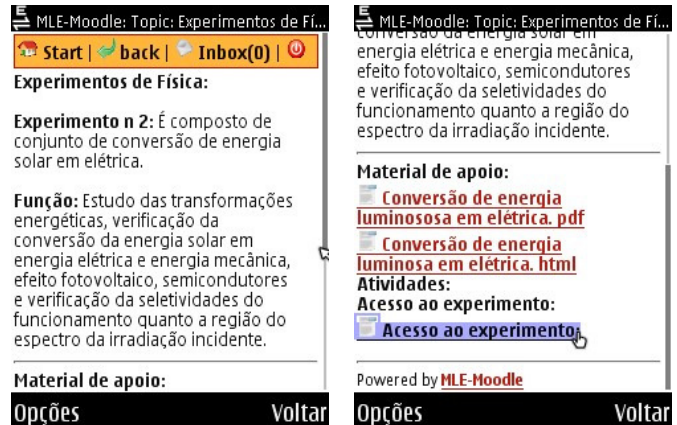 MLE-Moodle: Topic: Experimentos de Fí...
Start | back | Inbox(0) |
Experimentos de Física:
Experimento n 2: É composto de
conjunto de conversão de energia
solar em elétrica.
Função: Estudo das transformações
energéticas, verificação da
conversão da energia solar em
energia elétrica e energia mecânica,
efeito fotovoltaico, semicondutores
e verificação da seletividades do
funcionamento quanto a região do
espectro da irradiação incidente.
Material de apoio:
Opções Voltar
MLE-Moodle: Topic: Experimentos de Fí...
conversão da energia solar em
energia elétrica e energia mecânica,
efeito fotovoltaico, semicondutores
e verificação da seletividades do
funcionamento quanto a região do
espectro da irradiação incidente.
Material de apoio:
Conversão de energia
luminososa em elétrica. pdf
Conversão de energia
luminosa em elétrica. html
Atividades:
Acesso ao experimento:
Acesso ao experimento
Powered by MLE-Moodle
Opções Voltar